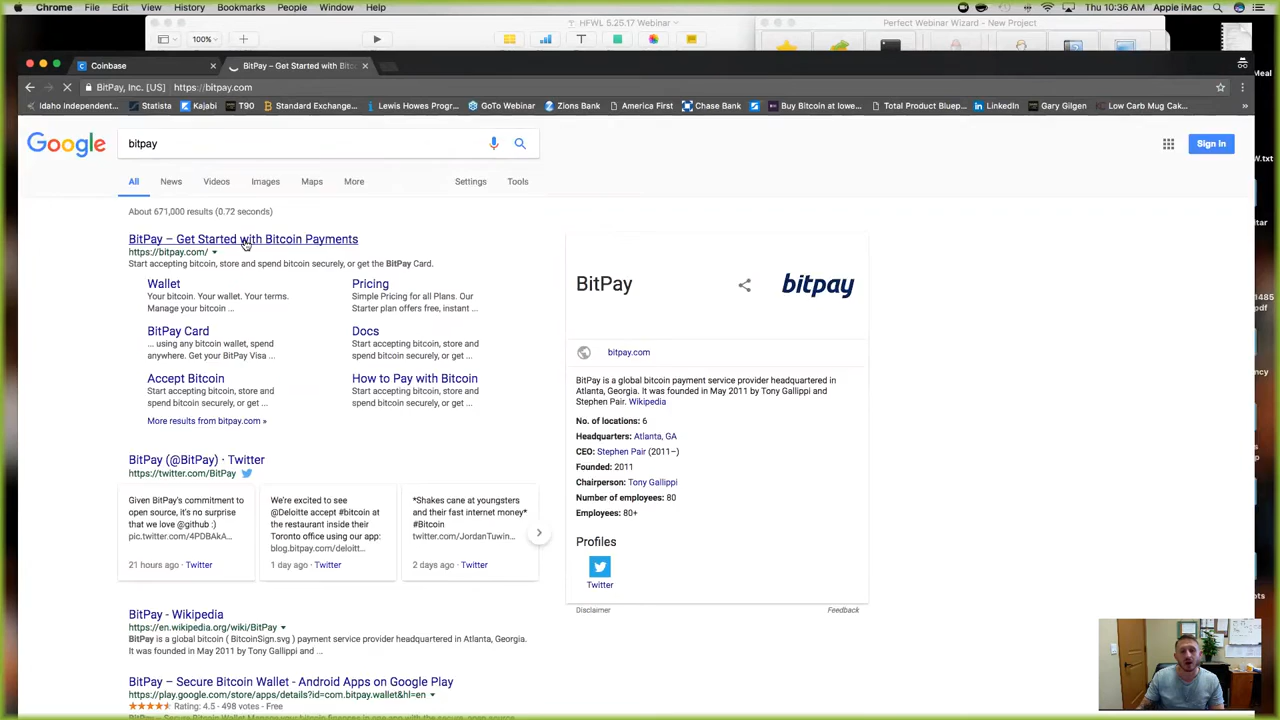 Chrome File Edit View History Bookmarks People Window Help
Thu 10:36 AM Apple iMac
100%
HFWL 5.25.17 Webinar
Perfect Webinar Wizard - New Project
Coinbase
BitPay – Get Started with Bitc
BitPay, Inc. [US] https://bitpay.com
Idaho Independent... Statista Kajabi T90 Standard Exchange... Lewis Howes Progr... GoTo Webinar Zions Bank America First Chase Bank Buy Bitcoin at lowe... Total Product Bluep... LinkedIn Gary Gilgen Low Carb Mug Cak...
Google
bitpay
Sign in
All News Videos Images Maps More Settings Tools
About 671,000 results (0.72 seconds)
BitPay – Get Started with Bitcoin Payments
https://bitpay.com/
Start accepting bitcoin, store and spend bitcoin securely, or get the BitPay Card.
Wallet
Your bitcoin. Your wallet. Your terms.
Manage your bitcoin ...
Pricing
Simple Pricing for all Plans. Our
Starter plan offers free, instant ...
BitPay Card
... using any bitcoin wallet, spend
anywhere. Get your BitPay Visa ...
Docs
Start accepting bitcoin, store and
spend bitcoin securely, or get ...
Accept Bitcoin
Start accepting bitcoin, store and
spend bitcoin securely, or get ...
How to Pay with Bitcoin
Start accepting bitcoin, store and
spend bitcoin securely, or get ...
More results from bitpay.com »
BitPay (@BitPay) · Twitter
https://twitter.com/BitPay
Given BitPay's commitment to
open source, it's no surprise
that we love @github :)
pic.twitter.com/4PDBAkA...
21 hours ago · Twitter
We're excited to see
@Deloitte accept #bitcoin at
the restaurant inside their
Toronto office using our app:
blog.bitpay.com/deloitt...
1 day ago · Twitter
*Shakes cane at youngsters
and their fast internet money*
#Bitcoin
twitter.com/JordanTuwin...
2 days ago · Twitter
BitPay - Wikipedia
https://en.wikipedia.org/wiki/BitPay
BitPay is a global bitcoin ( BitcoinSign.svg ) payment service provider headquartered in Atlanta, Georgia.
It was founded in May 2011 by Tony Gallippi and ...
BitPay – Secure Bitcoin Wallet - Android Apps on Google Play
https://play.google.com/store/apps/details?id=com.bitpay.wallet&hl=en
Rating: 4.5 - 498 votes - Free
BitPay
bitpay
bitpay.com
BitPay is a global bitcoin payment service provider headquartered in
Atlanta, Georgia. It was founded in May 2011 by Tony Gallippi and
Stephen Pair. Wikipedia
No. of locations: 6
Headquarters: Atlanta, GA
CEO: Stephen Pair (2011–)
Founded: 2011
Chairperson: Tony Gallippi
Number of employees: 80
Employees: 80+
Profiles
Twitter
Disclaimer
Feedback
Meal
W.txt
1485
pdf
ncy
ots